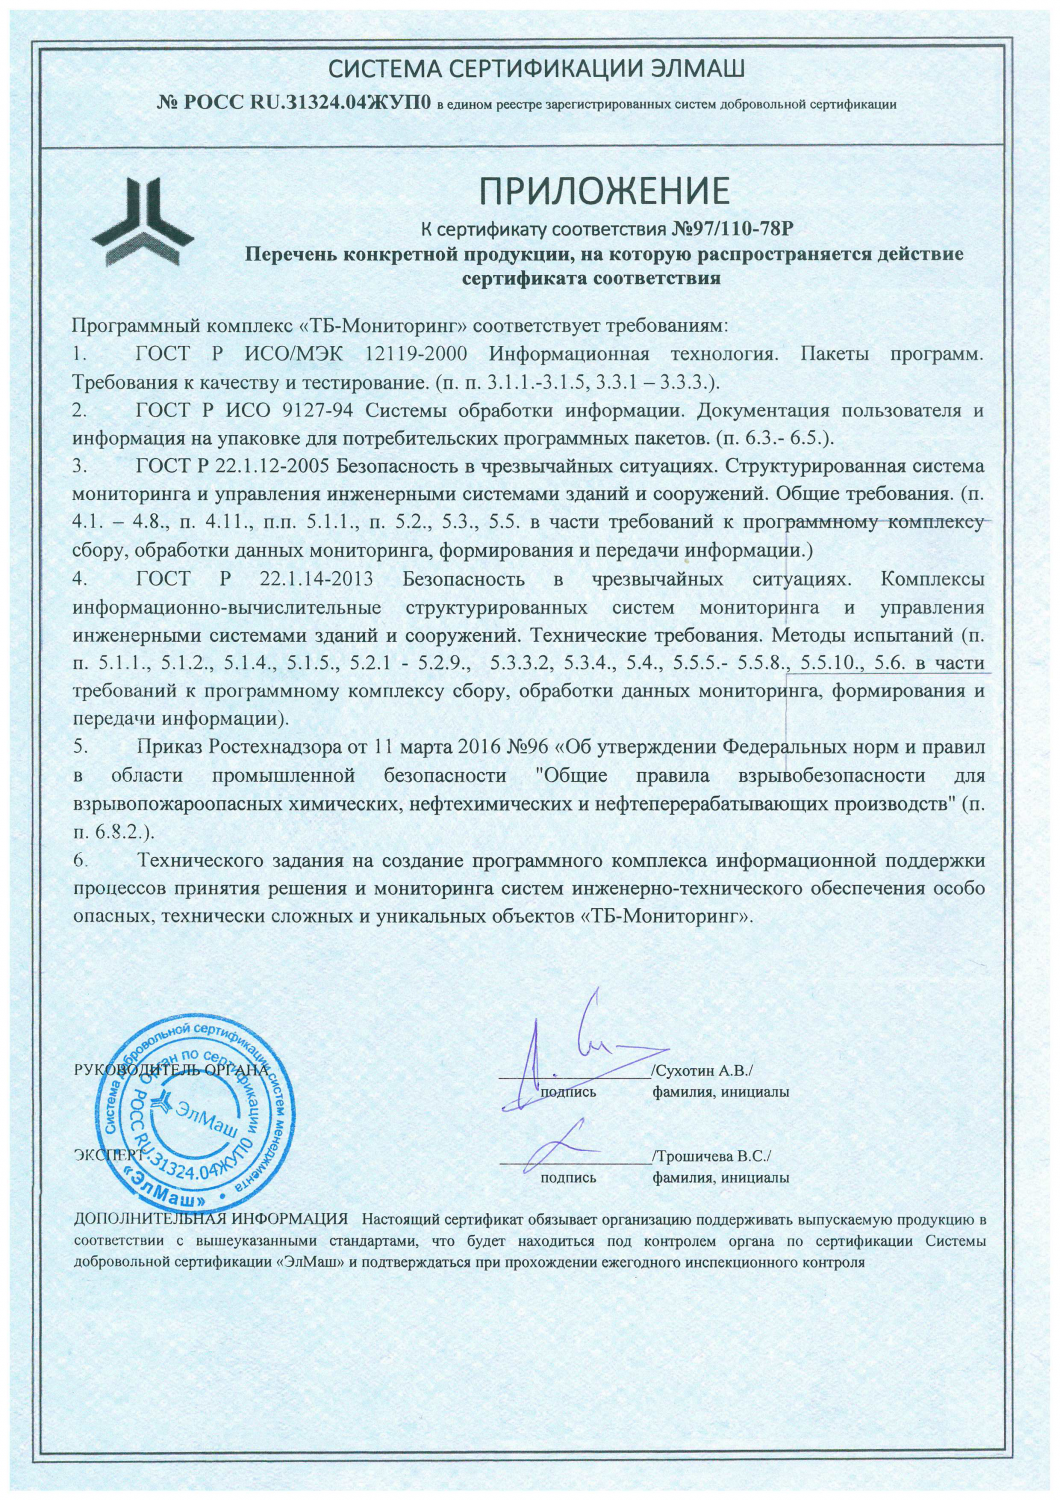 СИСТЕМА СЕРТИФИКАЦИИ ЭЛМАШ
№ РОСС RU.31324.04ЖУП0 в едином реестре зарегистрированных систем добровольной сертификации
ПРИЛОЖЕНИЕ
К сертификату соответствия №97/110-78Р
Перечень конкретной продукции, на которую распространяется действие
сертификата соответствия
Программный комплекс «ТБ-Мониторинг» соответствует требованиям:
1. ГОСТ Р ИСО/МЭК 12119-2000 Информационная технология. Пакеты программ.
Требования к качеству и тестирование. (п. п. 3.1.1.-3.1.5, 3.3.1 – 3.3.3.).
2. ГОСТ Р ИСО 9127-94 Системы обработки информации. Документация пользователя и
информация на упаковке для потребительских программных пакетов. (п. 6.3.- 6.5.).
3. ГОСТ Р 22.1.12-2005 Безопасность в чрезвычайных ситуациях. Структурированная система
мониторинга и управления инженерными системами зданий и сооружений. Общие требования. (п.
4.1. – 4.8., п. 4.11., п.п. 5.1.1., п. 5.2., 5.3., 5.5. в части требований к программному комплексу
сбору, обработки данных мониторинга, формирования и передачи информации.)
4. ГОСТ Р 22.1.14-2013 Безопасность в чрезвычайных ситуациях. Комплексы
информационно-вычислительные структурированных систем мониторинга и управления
инженерными системами зданий и сооружений. Технические требования. Методы испытаний (п.
п. 5.1.1., 5.1.2., 5.1.4., 5.1.5., 5.2.1 - 5.2.9., 5.3.3.2, 5.3.4., 5.4., 5.5.5.- 5.5.8., 5.5.10., 5.6. в части
требований к программному комплексу сбору, обработки данных мониторинга, формирования и
передачи информации).
5. Приказ Ростехнадзора от 11 марта 2016 №96 «Об утверждении Федеральных норм и правил
в области промышленной безопасности "Общие правила взрывобезопасности для
взрывопожароопасных химических, нефтехимических и нефтеперерабатывающих производств" (п.
п. 6.8.2.).
6. Технического задания на создание программного комплекса информационной поддержки
процессов принятия решения и мониторинга систем инженерно-технического обеспечения особо
опасных, технически сложных и уникальных объектов «ТБ-Мониторинг».
РУКОВОДИТЕЛЬ ОРГАНА /Сухотин А.В./
подпись фамилия, инициалы
ЭКСПЕРТ /Трошичева В.С./
подпись фамилия, инициалы
Система добровольной сертификации систем менеджмента
«ЭлМаш»
Орган по сертификации
РОСС RU.31324.04ЖУП0
ЭлМаш
ДОПОЛНИТЕЛЬНАЯ ИНФОРМАЦИЯ Настоящий сертификат обязывает организацию поддерживать выпускаемую продукцию в
соответствии с вышеуказанными стандартами, что будет находиться под контролем органа по сертификации Системы
добровольной сертификации «ЭлМаш» и подтверждаться при прохождении ежегодного инспекционного контроля